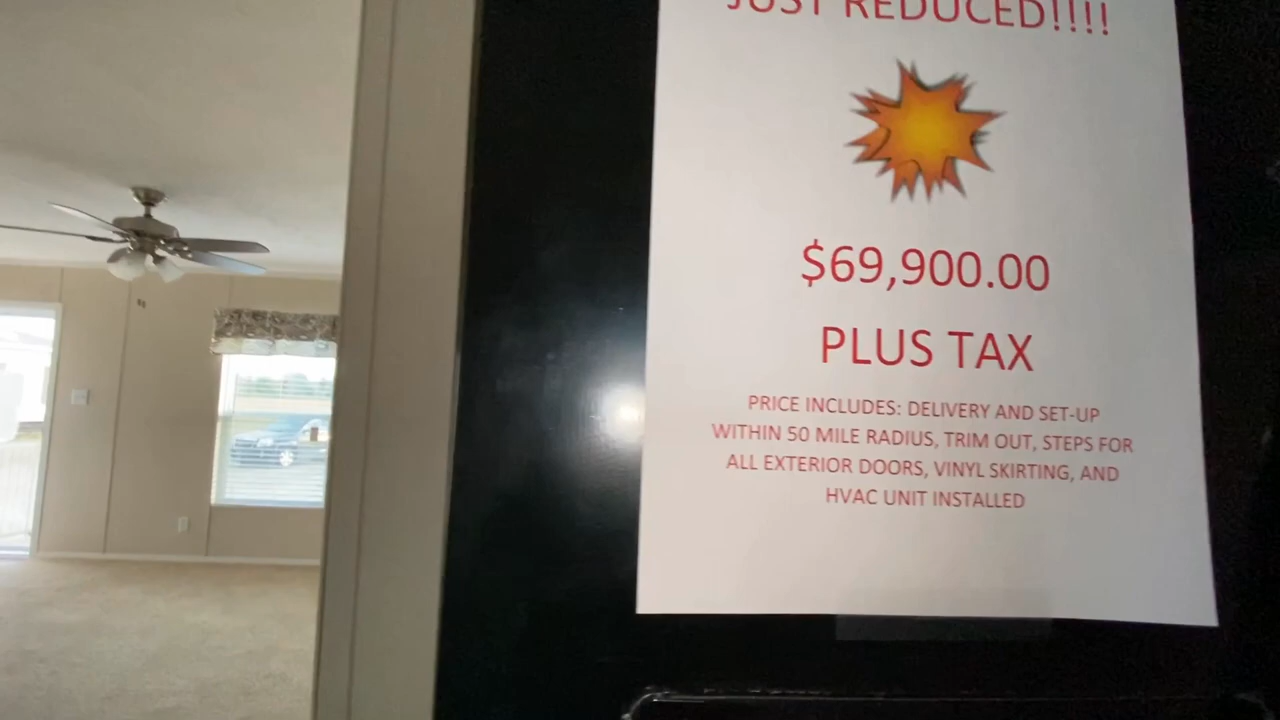 JUST REDUCED!!!!
$69,900.00
PLUS TAX
PRICE INCLUDES: DELIVERY AND SET-UP
WITHIN 50 MILE RADIUS, TRIM OUT, STEPS FOR
ALL EXTERIOR DOORS, VINYL SKIRTING, AND
HVAC UNIT INSTALLED